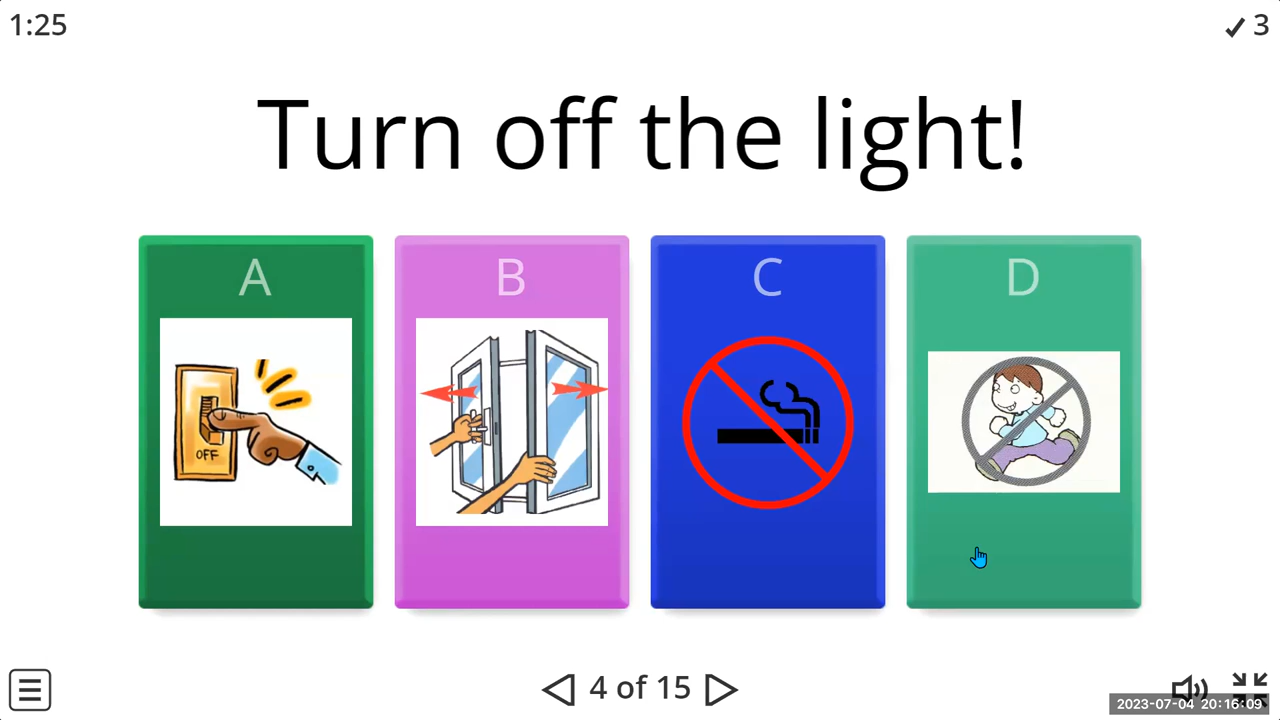 1:25
3
Turn off the light!
A
B
C
D
OFF
4 of 15
2023-07-04 20:16:09